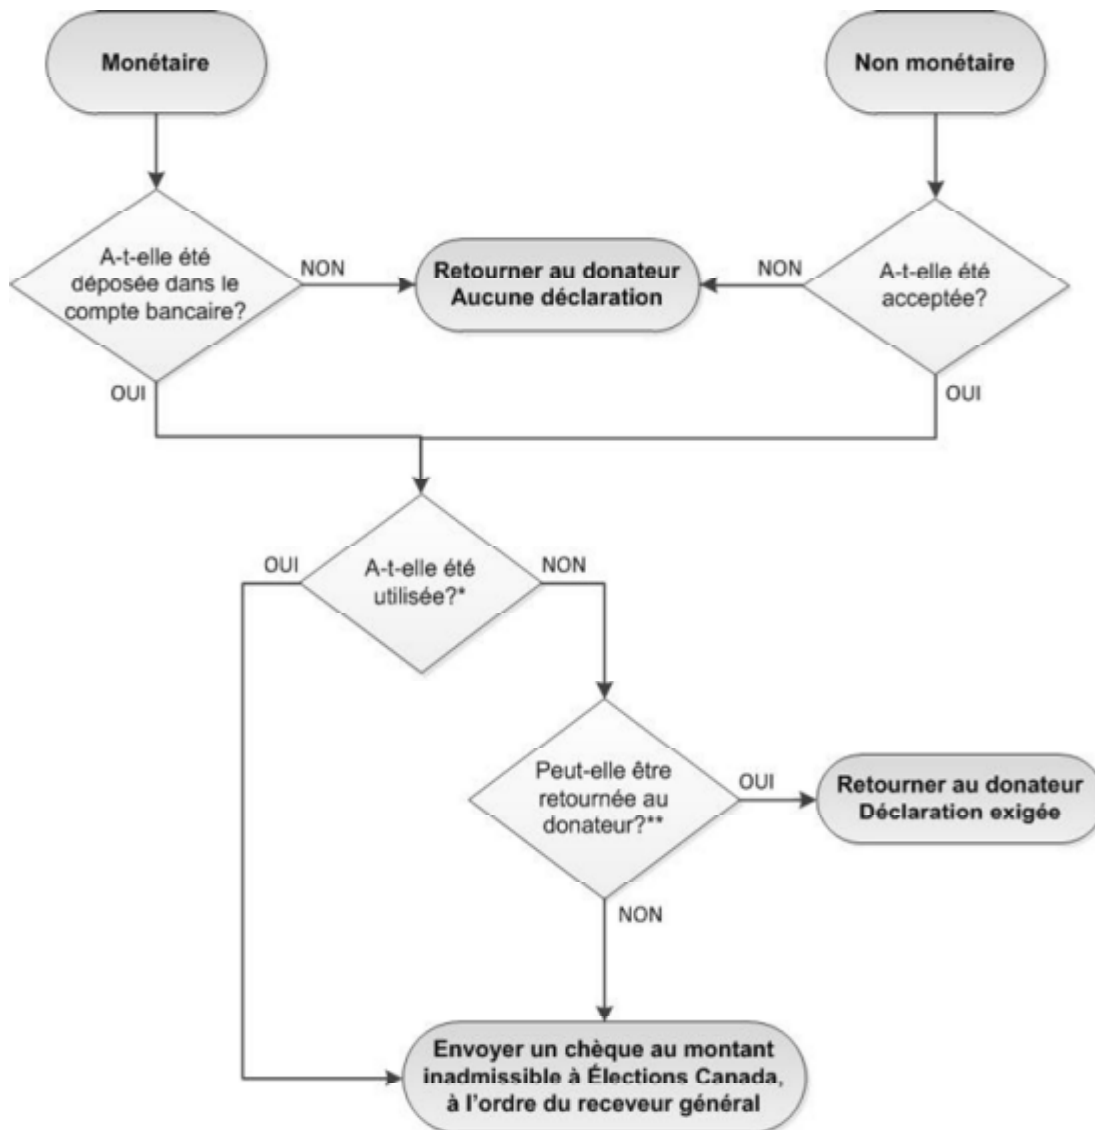 Monétaire
Non monétaire
A-t-elle été
déposée dans le
compte bancaire?
NON
Retourner au donateur
Aucune déclaration
NON
A-t-elle été
acceptée?
OUI
OUI
OUI
A-t-elle été
utilisée?*
NON
Peut-elle être
retournée au
donateur?**
OUI
Retourner au donateur
Déclaration exigée
NON
Envoyer un chèque au montant
inadmissible à Élections Canada,
à l'ordre du receveur général